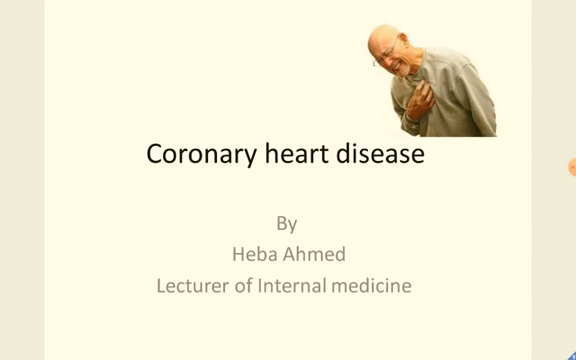 Coronary heart disease
By
Heba Ahmed
Lecturer of Internal medicine